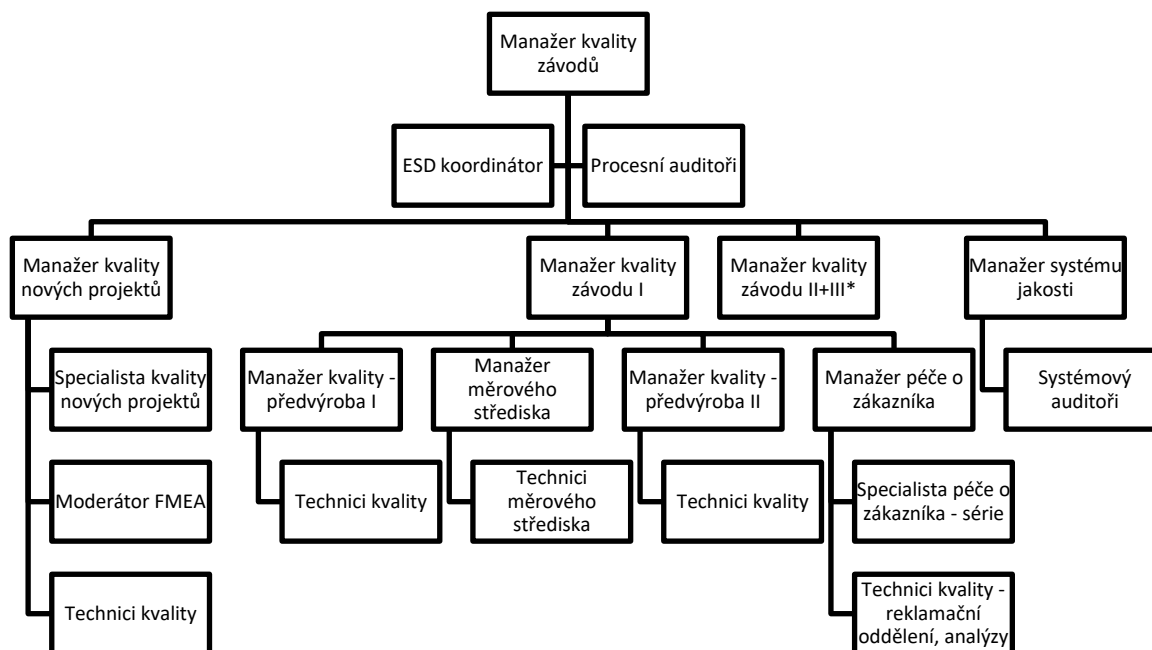 Manažer kvality
závodů
ESD koordinátor
Procesní auditoři
Manažer kvality
nových projektů
Manažer kvality
závodu I
Manažer kvality
závodu II+III*
Manažer systému
jakosti
Specialista kvality
nových projektů
Manažer kvality -
předvýroba I
Manažer
měrového
střediska
Manažer kvality -
předvýroba II
Manažer péče o
zákazníka
Systémový
auditoři
Moderátor FMEA
Technici kvality
Technici
měrového
střediska
Technici kvality
Specialista péče o
zákazníka - série
Technici kvality
Technici kvality -
reklamační
oddělení, analýzy